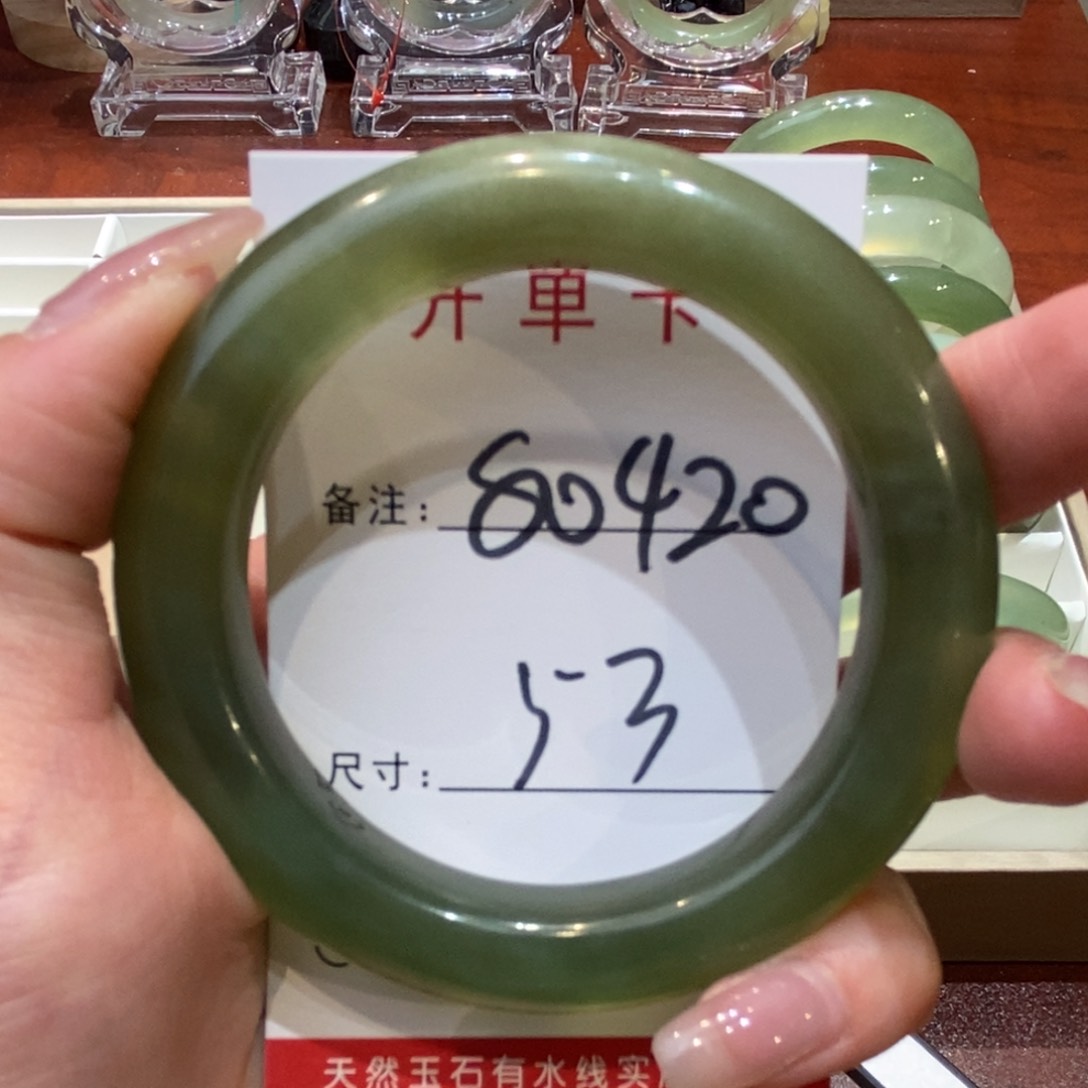 开单卡
备注：80420
尺寸：53
天然玉石有水线实